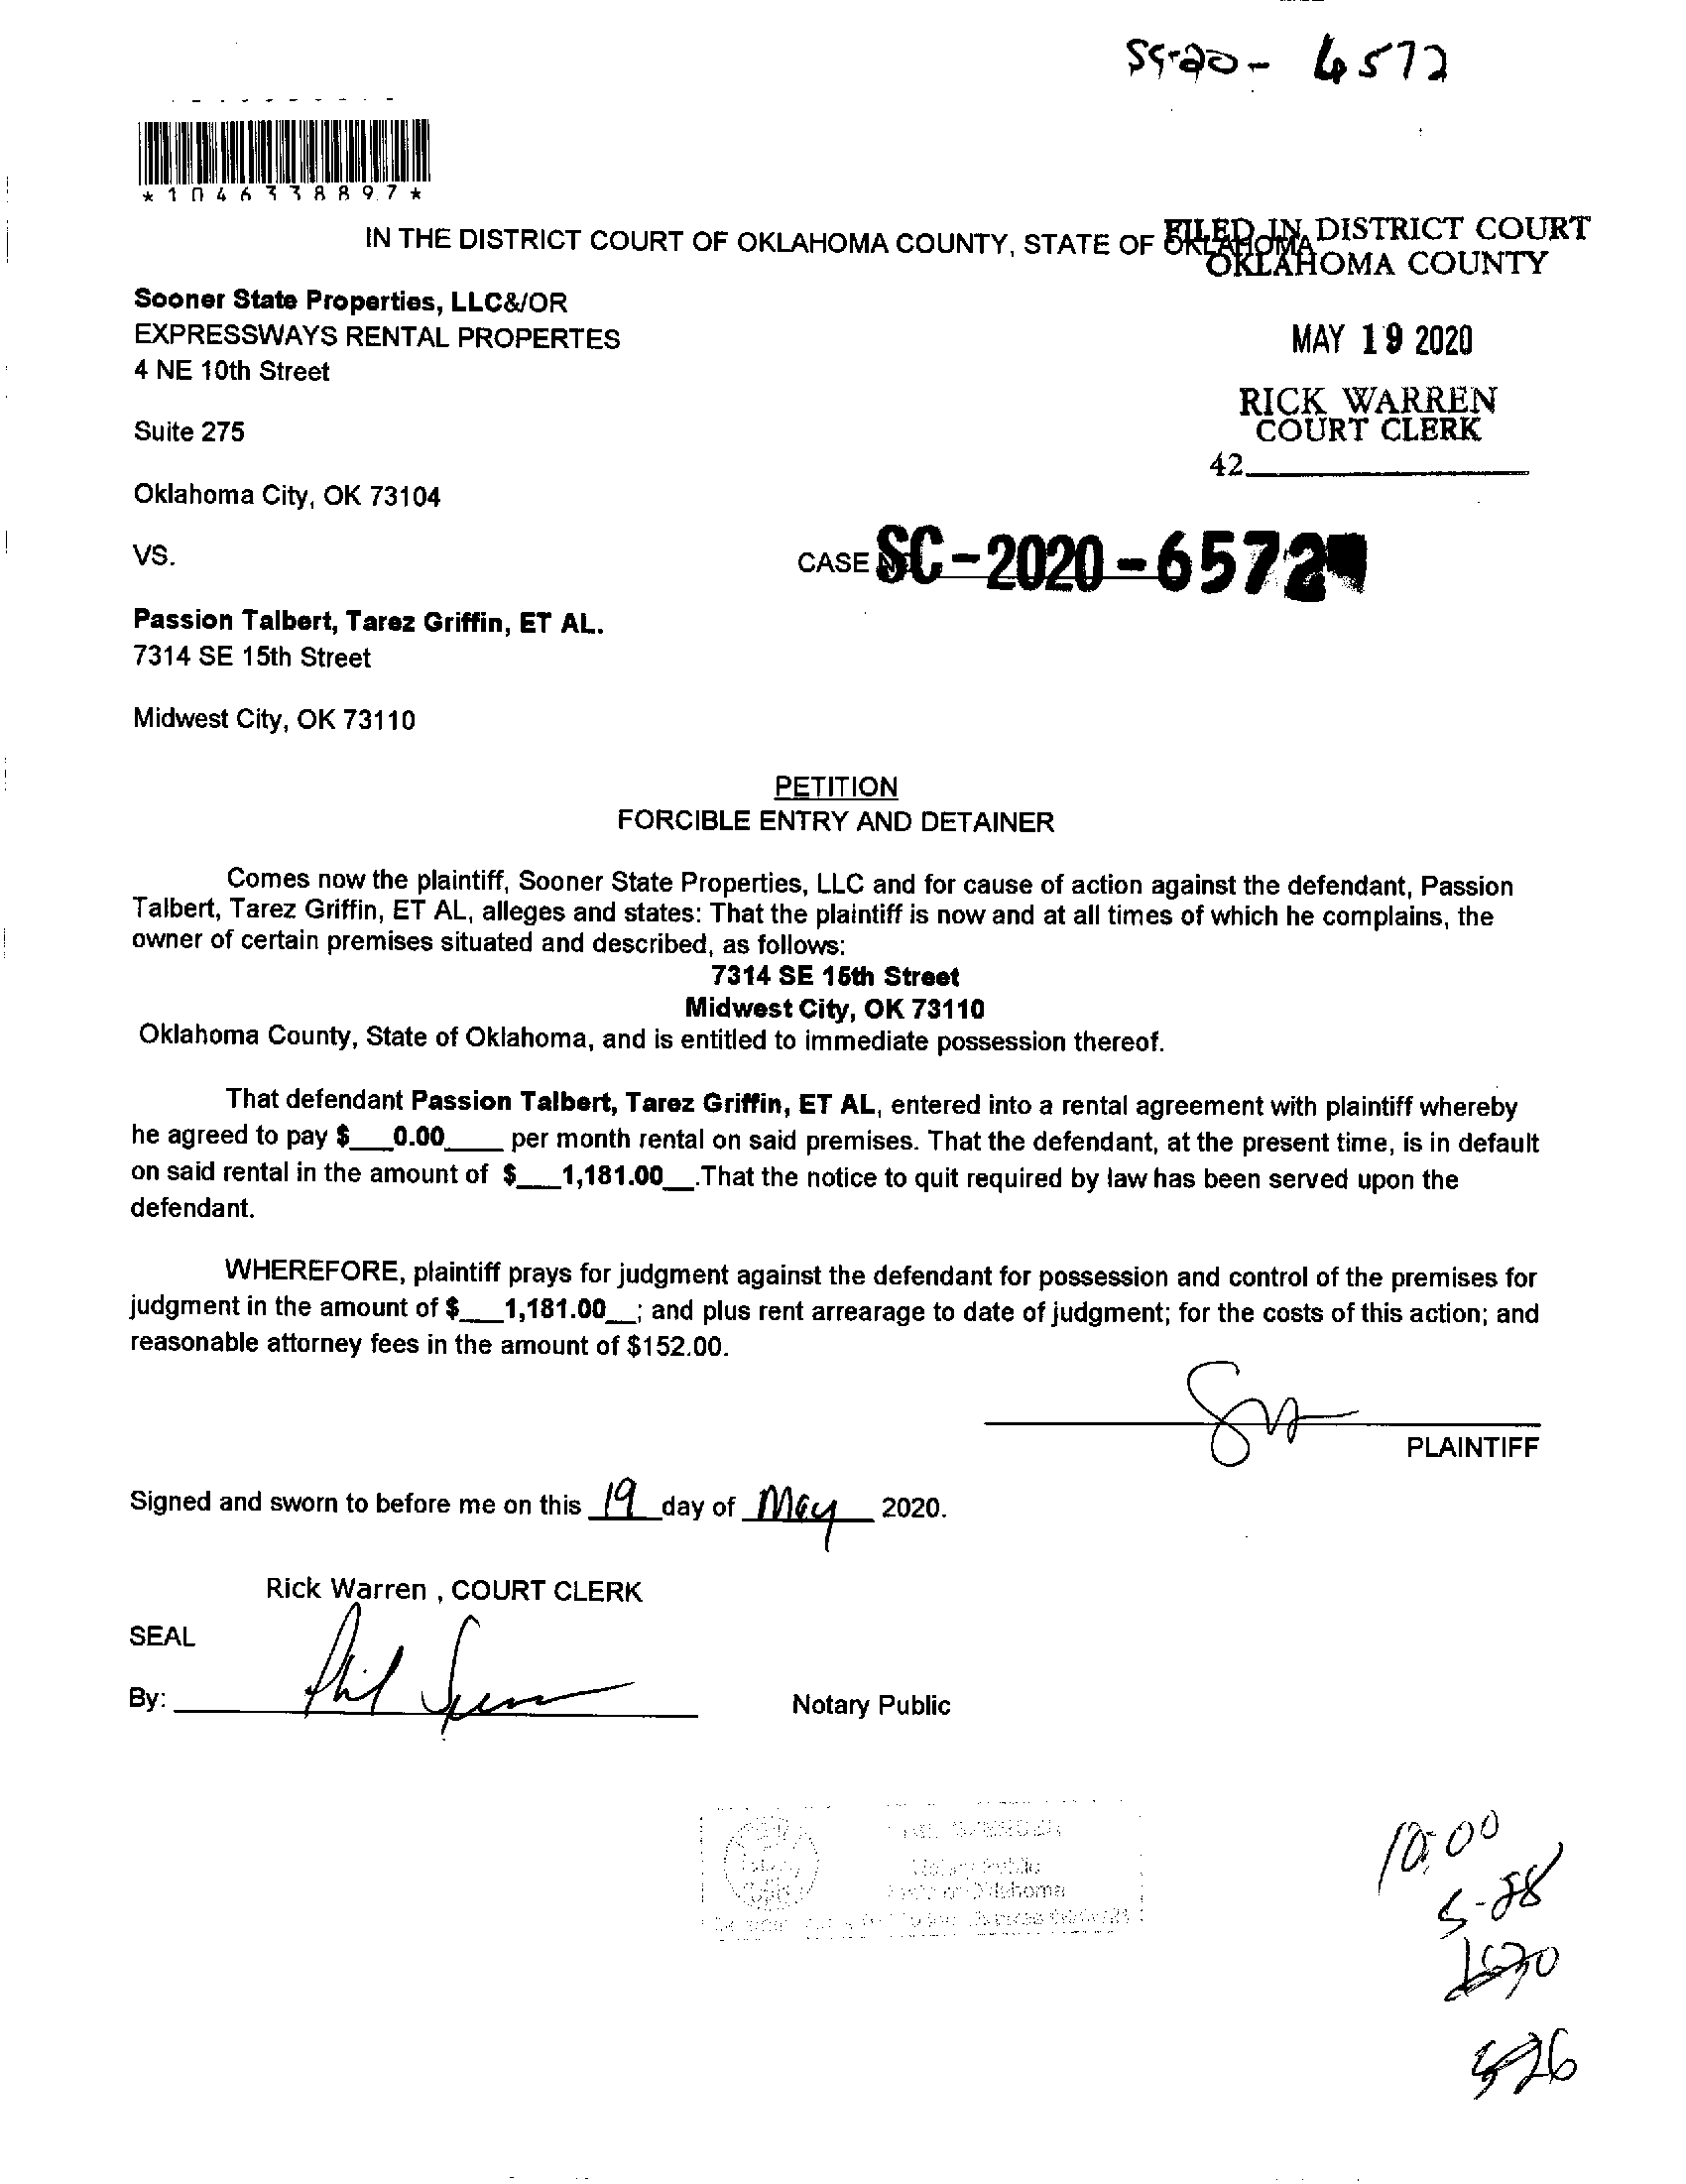 4572
*1046338897*
IN THE DISTRICT COURT OF OKLAHOMA COUNTY, STATE OF OKLAHOMA
FILED IN DISTRICT COURT
OKLAHOMA COUNTY
Sooner State Properties, LLC&/OR
EXPRESSWAYS RENTAL PROPERTES
4 NE 10th Street
MAY 19 2020
RICK WARREN
COURT CLERK
Suite 275
42
Oklahoma City, OK 73104
VS.
CASE SC-2020-6572
Passion Talbert, Tarez Griffin, ET AL.
7314 SE 15th Street
Midwest City, OK 73110
PETITION
FORCIBLE ENTRY AND DETAINER
Comes now the plaintiff, Sooner State Properties, LLC and for cause of action against the defendant, Passion
Talbert, Tarez Griffin, ET AL, alleges and states: That the plaintiff is now and at all times of which he complains, the
owner of certain premises situated and described, as follows:
7314 SE 15th Street
Midwest City, OK 73110
Oklahoma County, State of Oklahoma, and is entitled to immediate possession thereof.
That defendant Passion Talbert, Tarez Griffin, ET AL, entered into a rental agreement with plaintiff whereby
he agreed to pay $___0.00____ per month rental on said premises. That the defendant, at the present time, is in default
on said rental in the amount of $___1,181.00__.That the notice to quit required by law has been served upon the
defendant.
WHEREFORE, plaintiff prays for judgment against the defendant for possession and control of the premises for
judgment in the amount of $___1,181.00__; and plus rent arrearage to date of judgment; for the costs of this action; and
reasonable attorney fees in the amount of $152.00.
PLAINTIFF
Signed and sworn to before me on this 19 day of May 2020.
Rick Warren , COURT CLERK
SEAL
By:
Notary Public
10:00
5-28